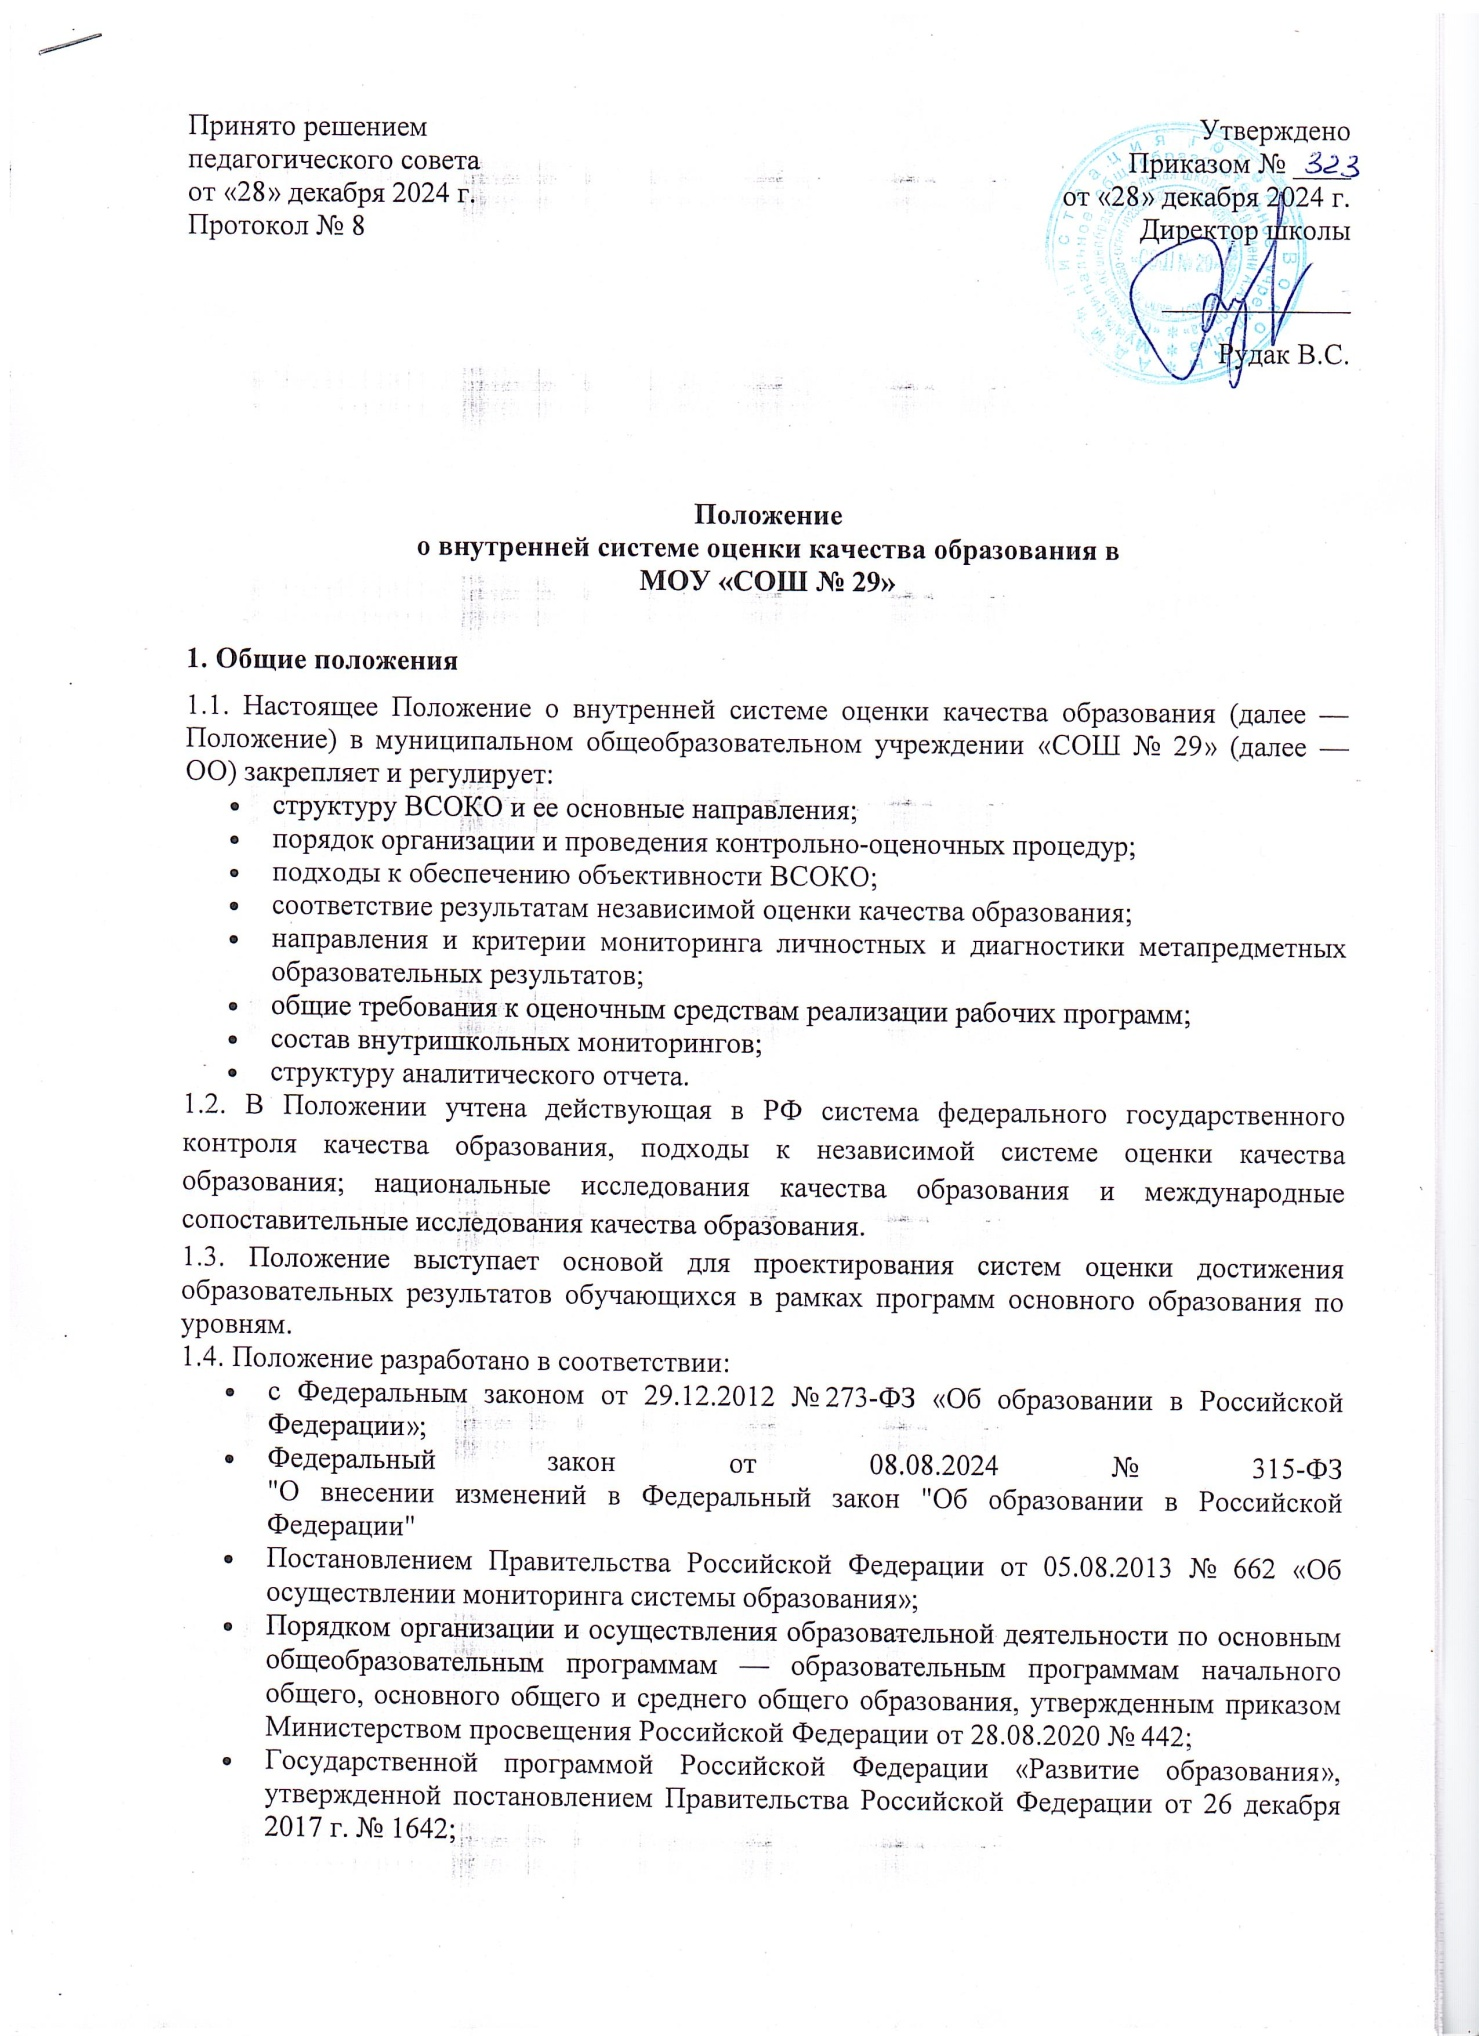 Принято решением
педагогического совета
от «28» декабря 2024 г.
Протокол № 8
Утверждено
Приказом № 323
от «28» декабря 2024 г.
Директор школы
«СОШ № 29»
Рудак В.С.
Положение
о внутренней системе оценки качества образования в
МОУ «СОШ № 29»
1. Общие положения
1.1. Настоящее Положение о внутренней системе оценки качества образования (далее —
Положение) в муниципальном общеобразовательном учреждении «СОШ № 29» (далее —
ОО) закрепляет и регулирует:
• структуру ВСОКО и ее основные направления;
• порядок организации и проведения контрольно-оценочных процедур;
• подходы к обеспечению объективности ВСОКО;
• соответствие результатам независимой оценки качества образования;
• направления и критерии мониторинга личностных и диагностики метапредметных
образовательных результатов;
• общие требования к оценочным средствам реализации рабочих программ;
• состав внутришкольных мониторингов;
• структуру аналитического отчета.
1.2. В Положении учтена действующая в РФ система федерального государственного
контроля качества образования, подходы к независимой системе оценки качества
образования; национальные исследования качества образования и международные
сопоставительные исследования качества образования.
1.3. Положение выступает основой для проектирования систем оценки достижения
образовательных результатов обучающихся в рамках программ основного образования по
уровням.
1.4. Положение разработано в соответствии:
• с Федеральным законом от 29.12.2012 № 273-ФЗ «Об образовании в Российской
Федерации»;
• Федеральный закон от 08.08.2024 № 315-ФЗ
"О внесении изменений в Федеральный закон "Об образовании в Российской
Федерации"
• Постановлением Правительства Российской Федерации от 05.08.2013 № 662 «Об
осуществлении мониторинга системы образования»;
• Порядком организации и осуществления образовательной деятельности по основным
общеобразовательным программам — образовательным программам начального
общего, основного общего и среднего общего образования, утвержденным приказом
Министерством просвещения Российской Федерации от 28.08.2020 № 442;
• Государственной программой Российской Федерации «Развитие образования»,
утвержденной постановлением Правительства Российской Федерации от 26 декабря
2017 г. № 1642;